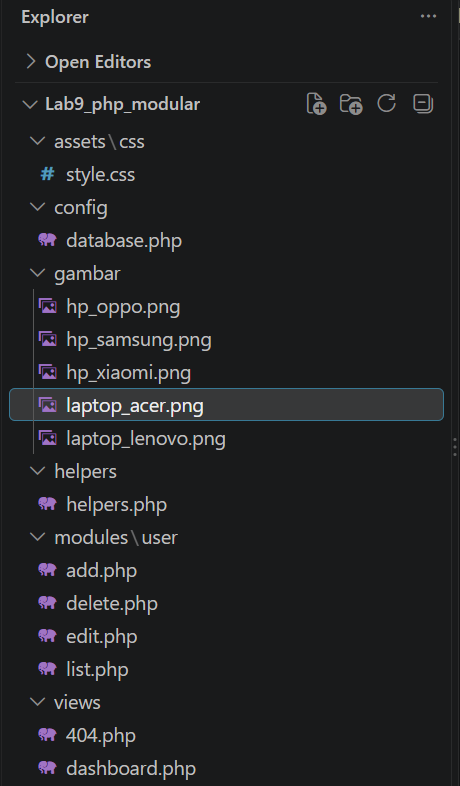 Explorer
Open Editors
Lab9_php_modular
assets\css
# style.css
config
database.php
gambar
hp_oppo.png
hp_samsung.png
hp_xiaomi.png
laptop_acer.png
laptop_lenovo.png
helpers
helpers.php
modules\user
add.php
delete.php
edit.php
list.php
views
404.php
dashboard.php